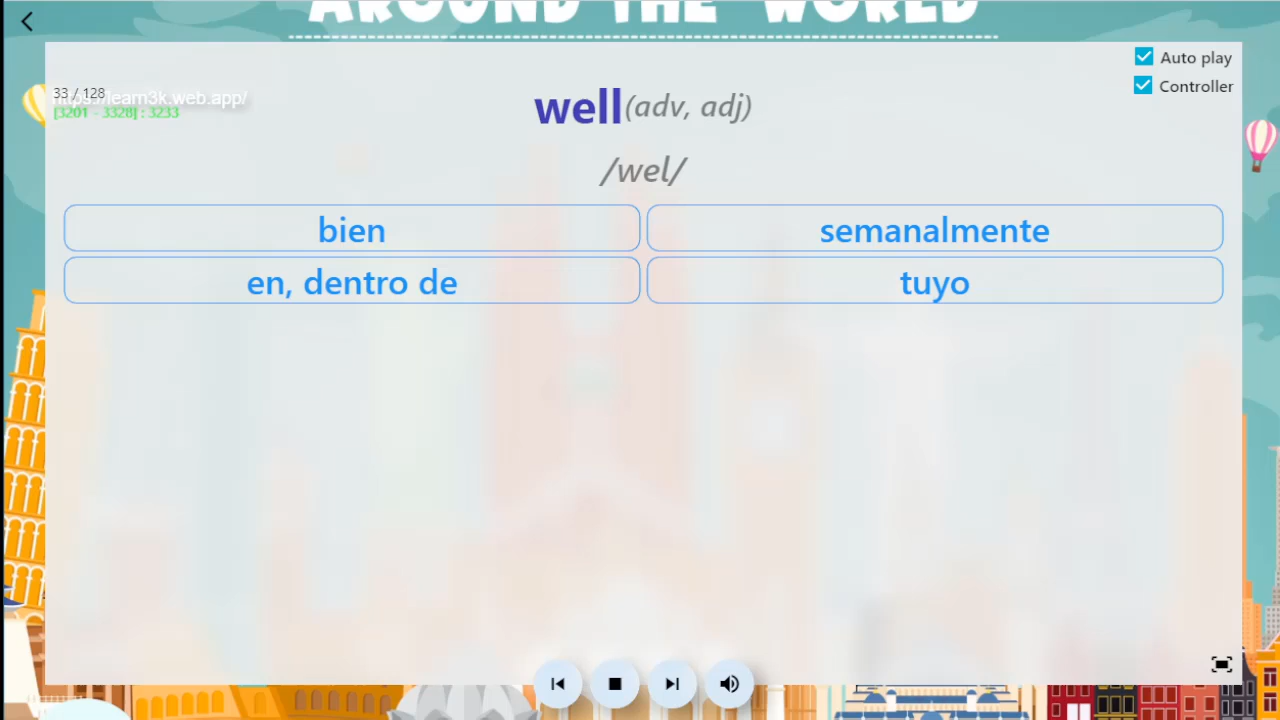 AROUND THE WORLD
Auto play
Controller
33 / 128
https://learn3k.web.app/
[3201 - 3328] : 3233
well(adv, adj)
/wel/
bien
semanalmente
en, dentro de
tuyo